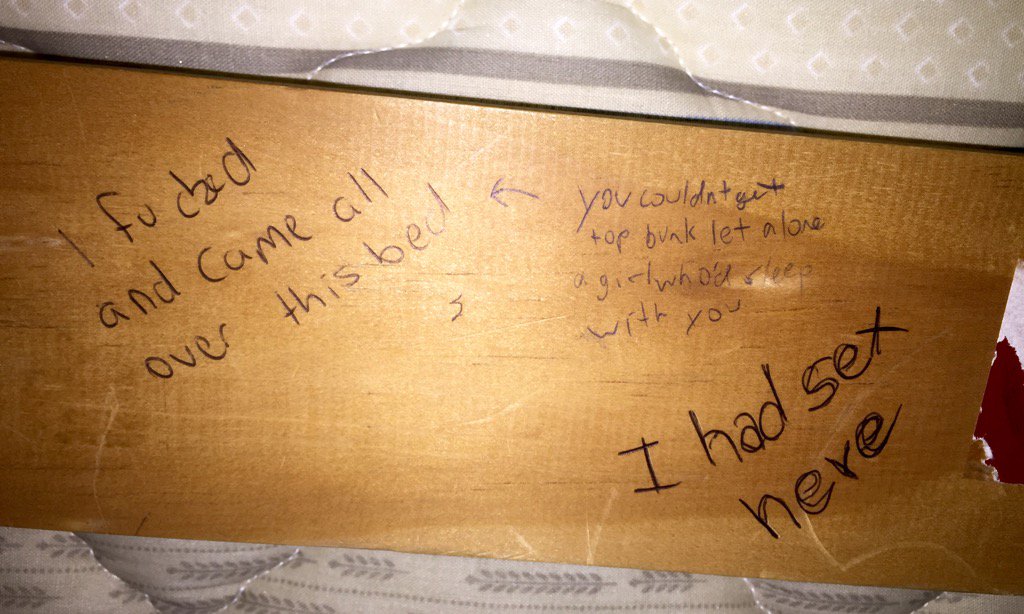 I fucbed
and came all
over this bed
←
you couldnt get
top bunk let alone
a girl who'd sleep
with you
I had sex
here